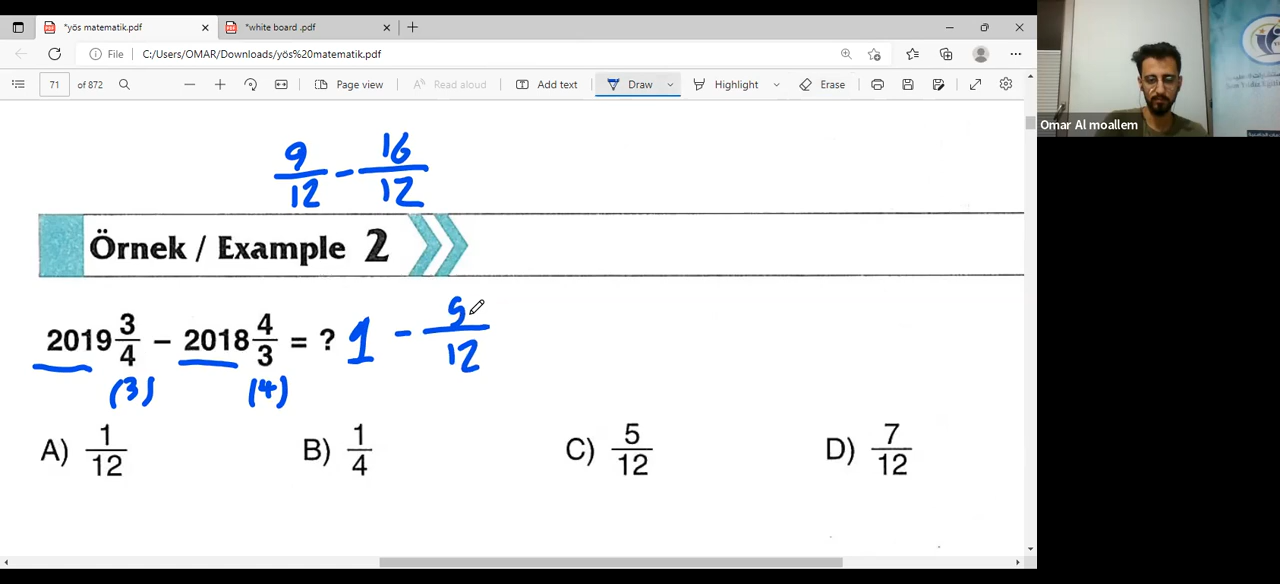 *yös matematik.pdf
*white board .pdf
File C:/Users/OMAR/Downloads/yös%20matematik.pdf
71 of 872 Page view Read aloud Add text Draw Highlight Erase
Omar Al moallem
9/12 - 16/12
Örnek / Example 2
2019 3/4 - 2018 4/3 = ? 1 - 9/12
(3) (4)
A) 1/12 B) 1/4 C) 5/12 D) 7/12